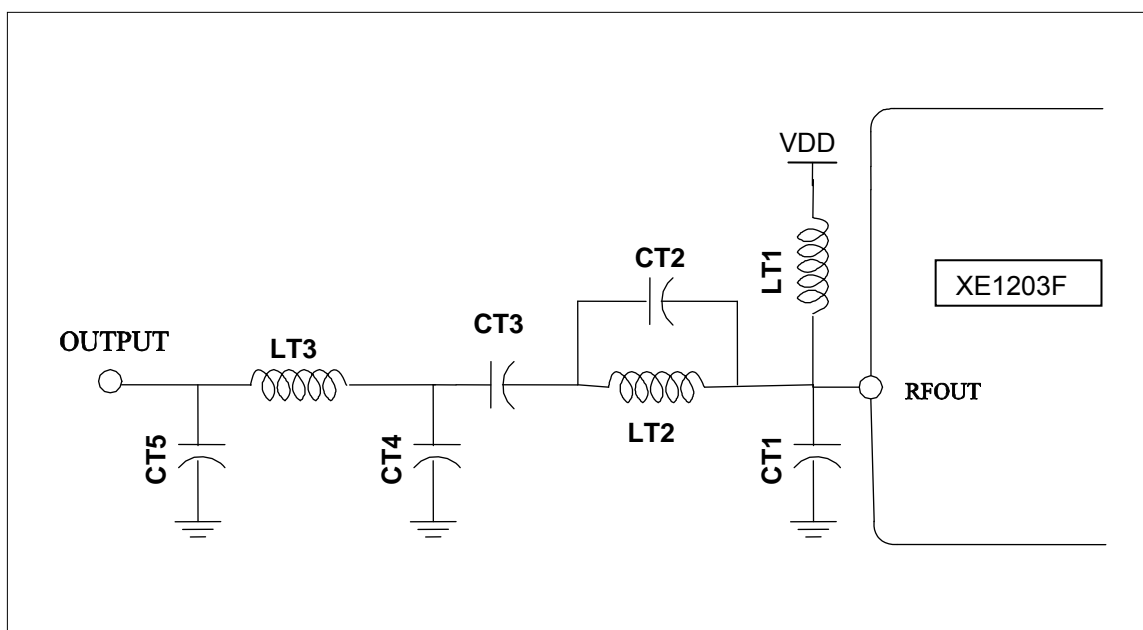 VDD
LT1
CT2
XE1203F
CT3
OUTPUT
LT3
RFOUT
LT2
CT5
CT4
CT1